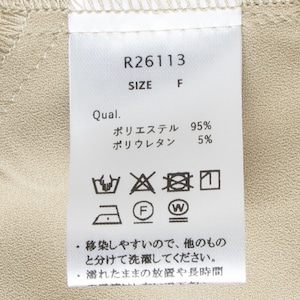 R26113
SIZE F
Qual.
ポリエステル 95%
ポリウレタン 5%
F
W
・移染しやすいので、他のもの
と分けて洗濯してください。
・濡れたままの放置や長時間